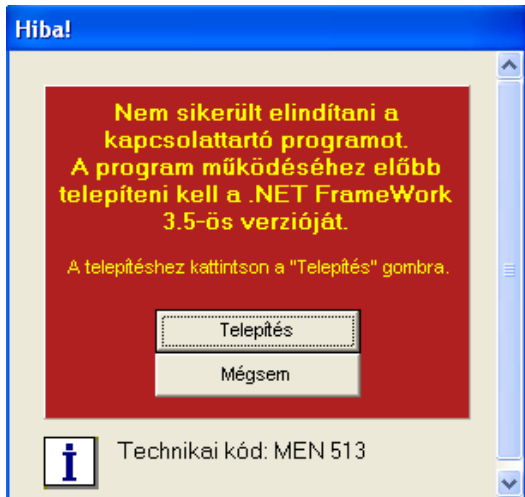 Hiba!
Nem sikerült elindítani a
kapcsolattartó programot.
A program működéséhez előbb
telepíteni kell a .NET FrameWork
3.5-ös verzióját.
A telepítéshez kattintson a "Telepítés" gombra.
Telepítés
Mégsem
i
Technikai kód: MEN 513